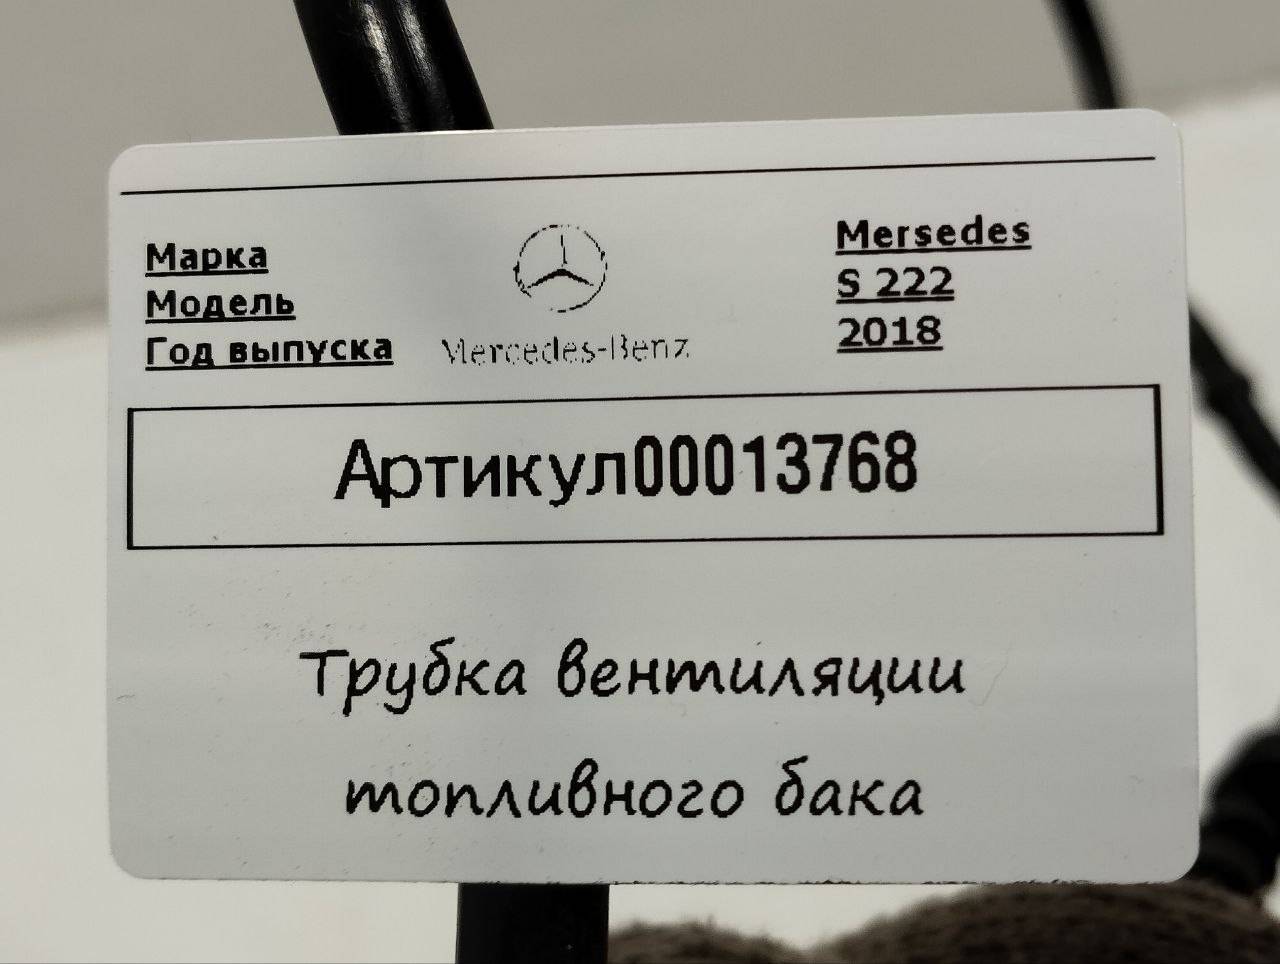 Марка Mersedes
Модель S 222
Год выпуска 2018
Mercedes-Benz
Артикул00013768
Трубка вентиляции
топливного бака